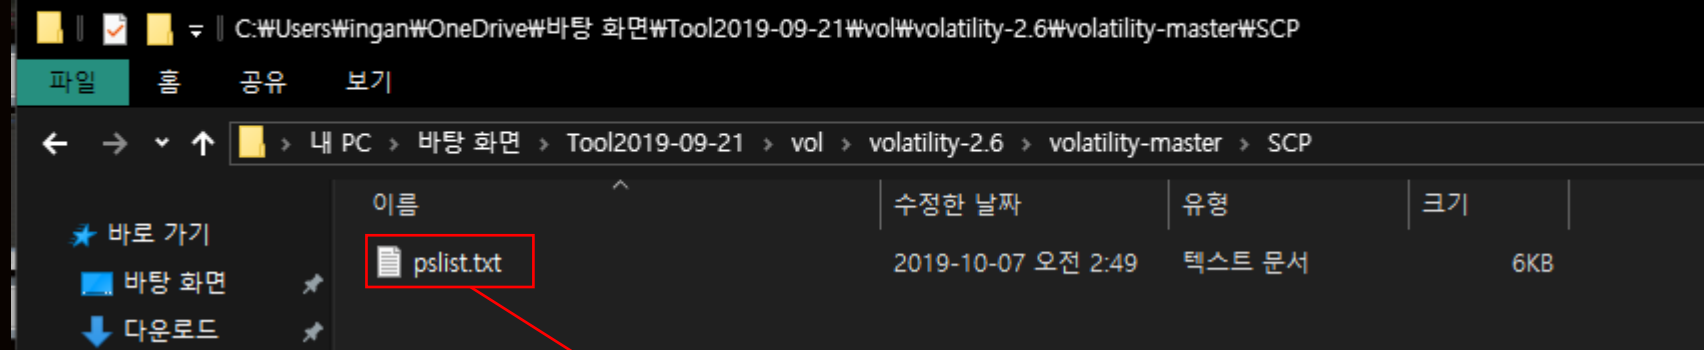 C:₩Users₩ingan₩OneDrive₩바탕 화면₩Tool2019-09-21₩vol₩volatility-2.6₩volatility-master₩SCP
파일 홈 공유 보기
내 PC > 바탕 화면 > Tool2019-09-21 > vol > volatility-2.6 > volatility-master > SCP
이름 수정한 날짜 유형 크기
바로 가기
pslist.txt 2019-10-07 오전 2:49 텍스트 문서 6KB
바탕 화면
다운로드